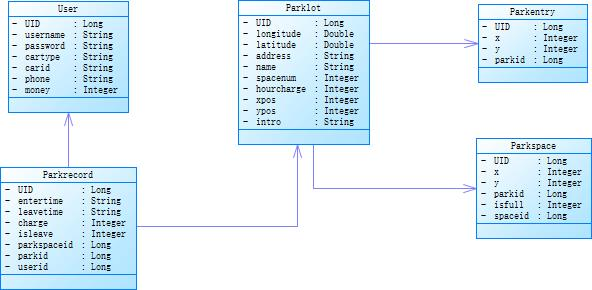 User
- UID : Long
- username : String
- password : String
- cartype : String
- carid : String
- phone : String
- money : Integer
Parklot
- UID : Long
- longitude : Double
- latitude : Double
- address : String
- name : String
- spacenum : Integer
- hourcharge : Integer
- xpos : Integer
- ypos : Integer
- intro : String
Parkentry
- UID : Long
- x : Integer
- y : Integer
- parkid : Long
Parkrecord
- UID : Long
- entertime : String
- leavetime : String
- charge : Integer
- isleave : Integer
- parkspaceid : Long
- parkid : Long
- userid : Long
Parkspace
- UID : Long
- x : Integer
- y : Integer
- parkid : Long
- isfull : Integer
- spaceid : Long